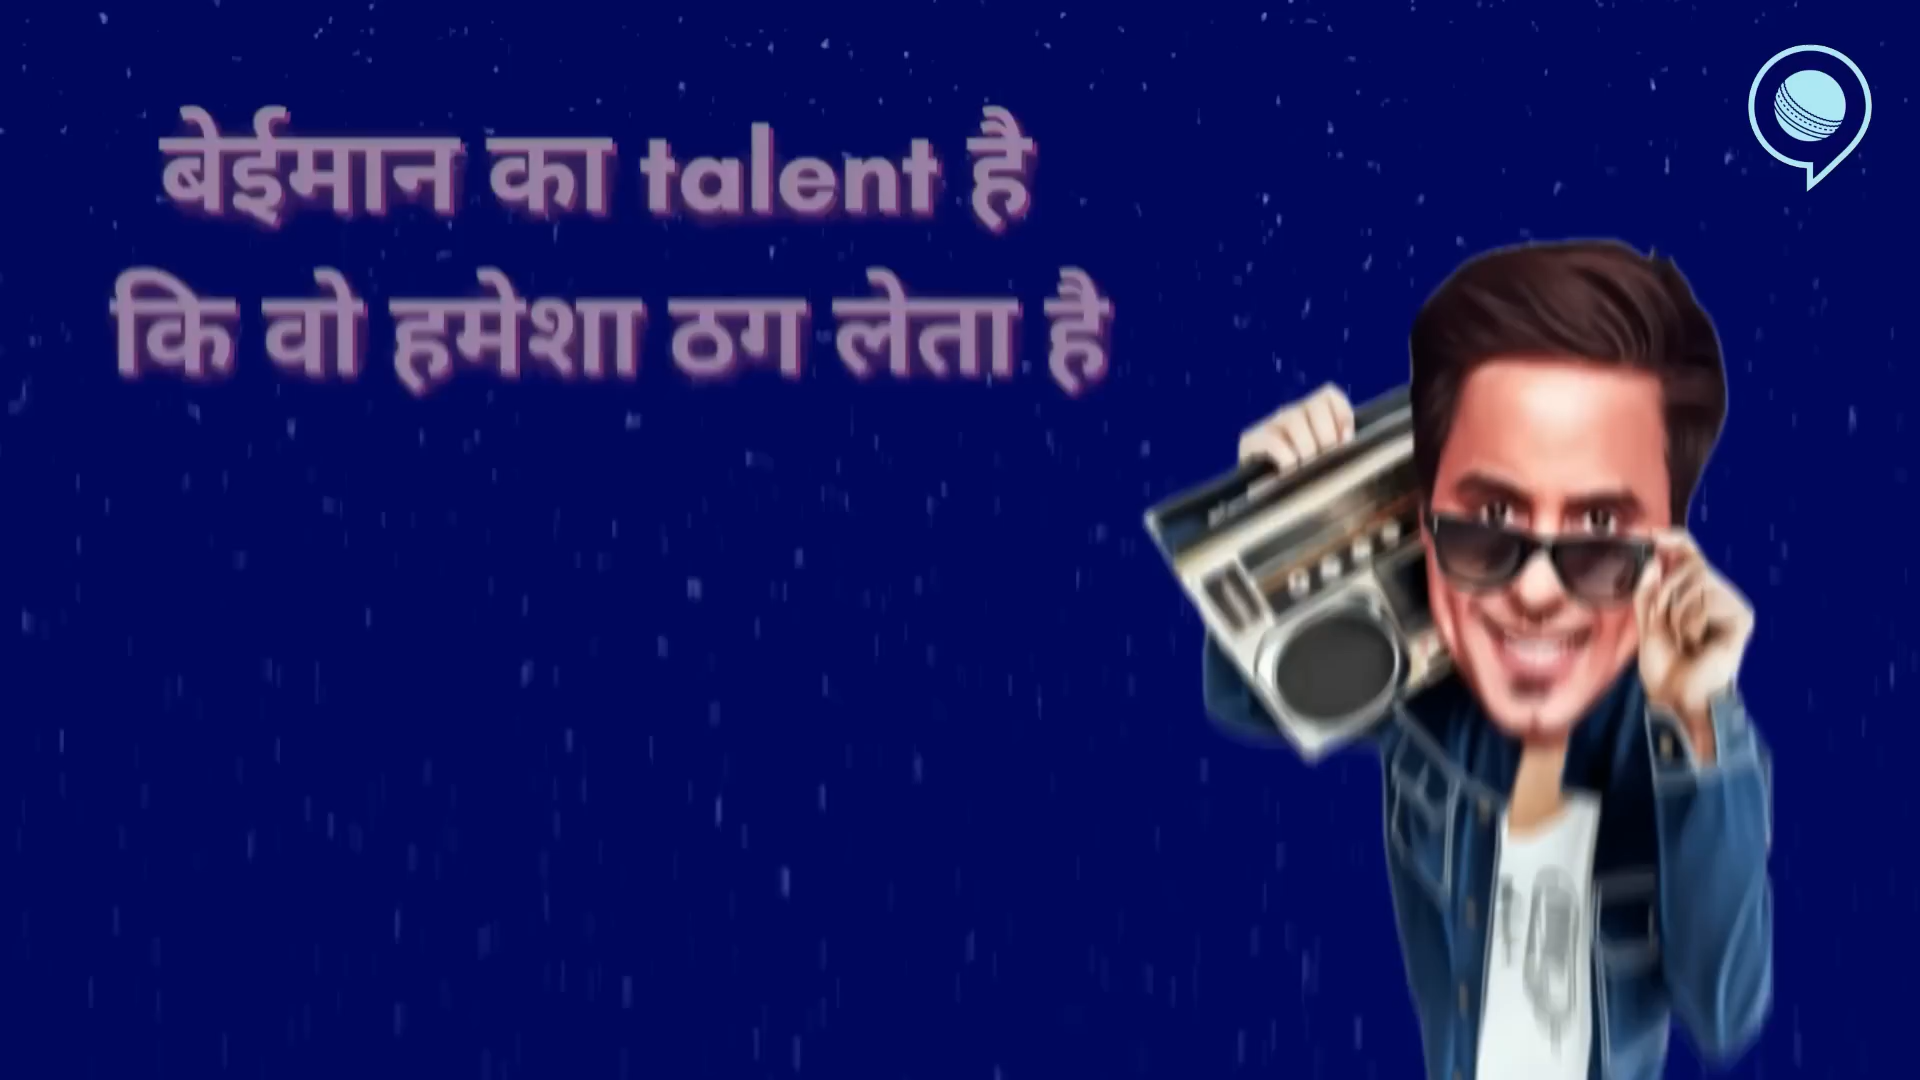 बेईमान का talent है
कि वो हमेशा ठग लेता है